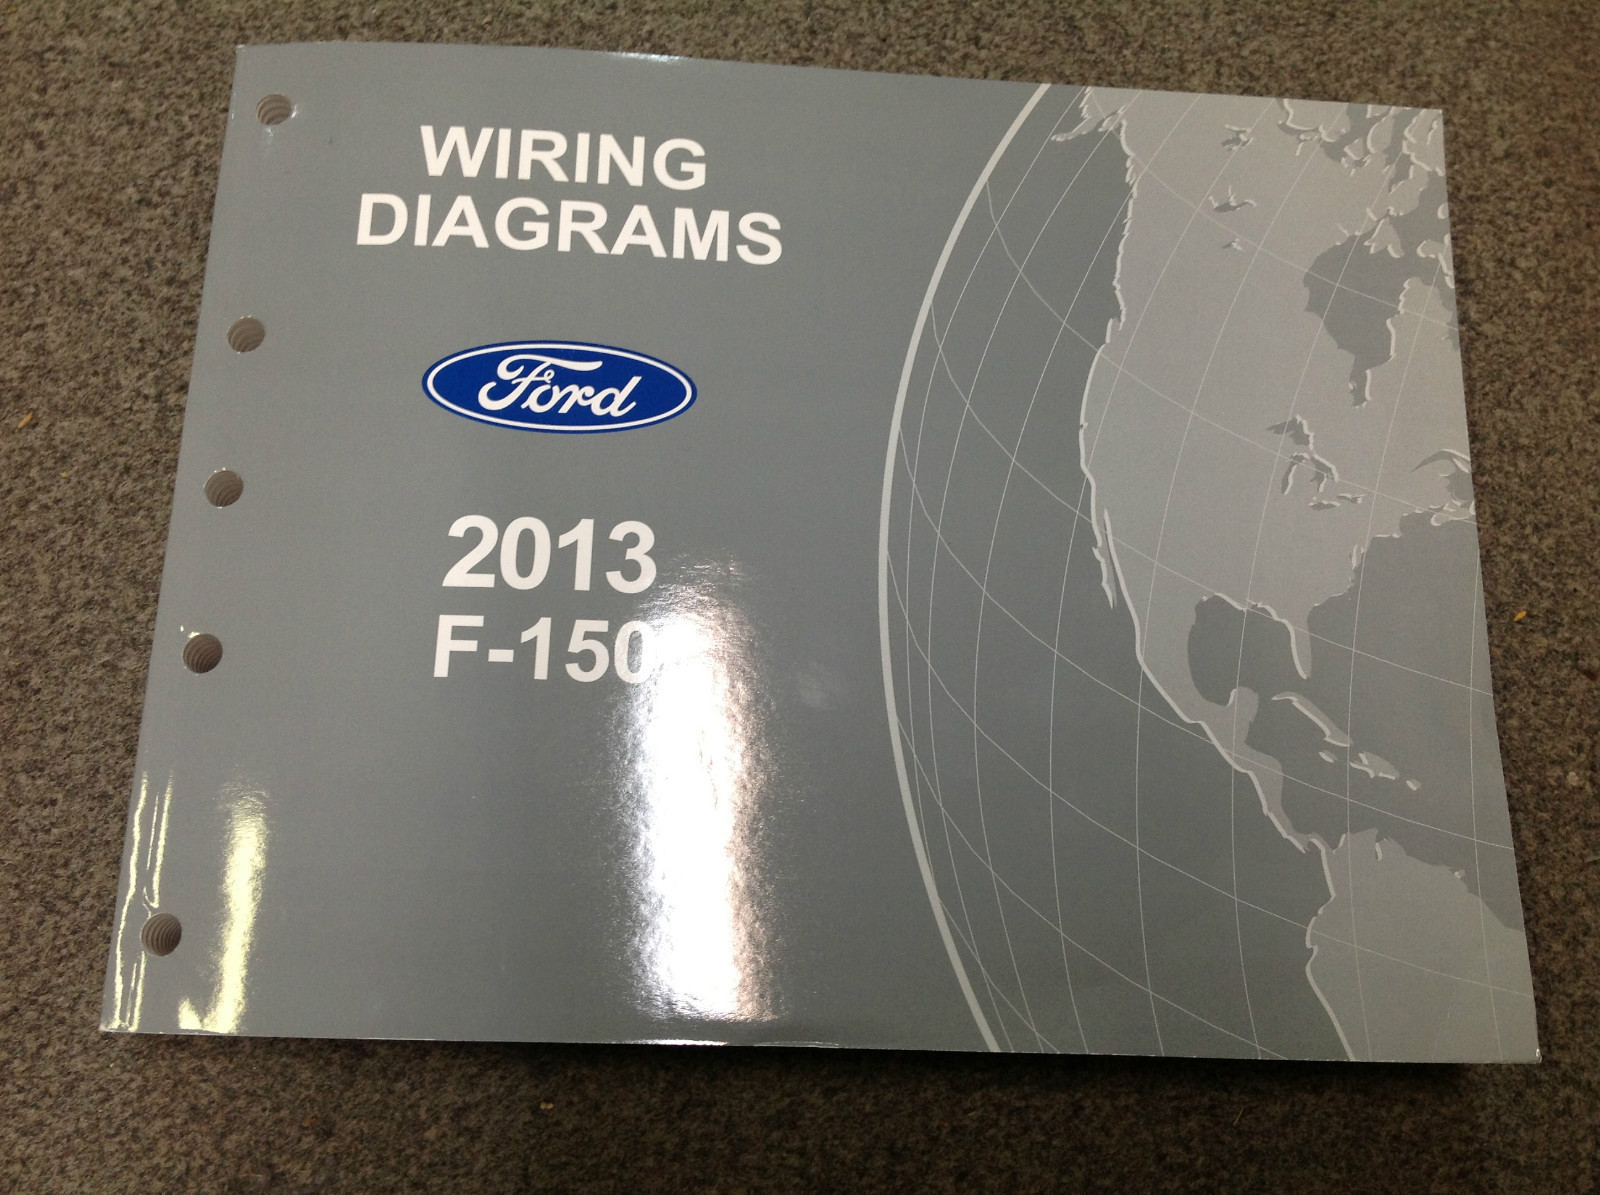 WIRING
DIAGRAMS
Ford
2013
F-150